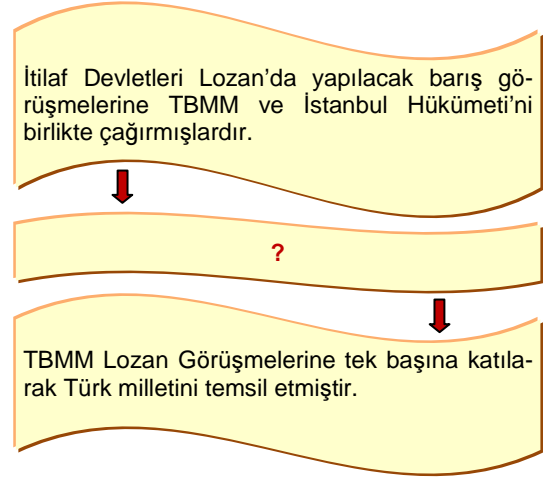 İtilaf Devletleri Lozan’da yapılacak barış gö-
rüşmelerine TBMM ve İstanbul Hükümeti’ni
birlikte çağırmışlardır.
?
TBMM Lozan Görüşmelerine tek başına katıla-
rak Türk milletini temsil etmiştir.